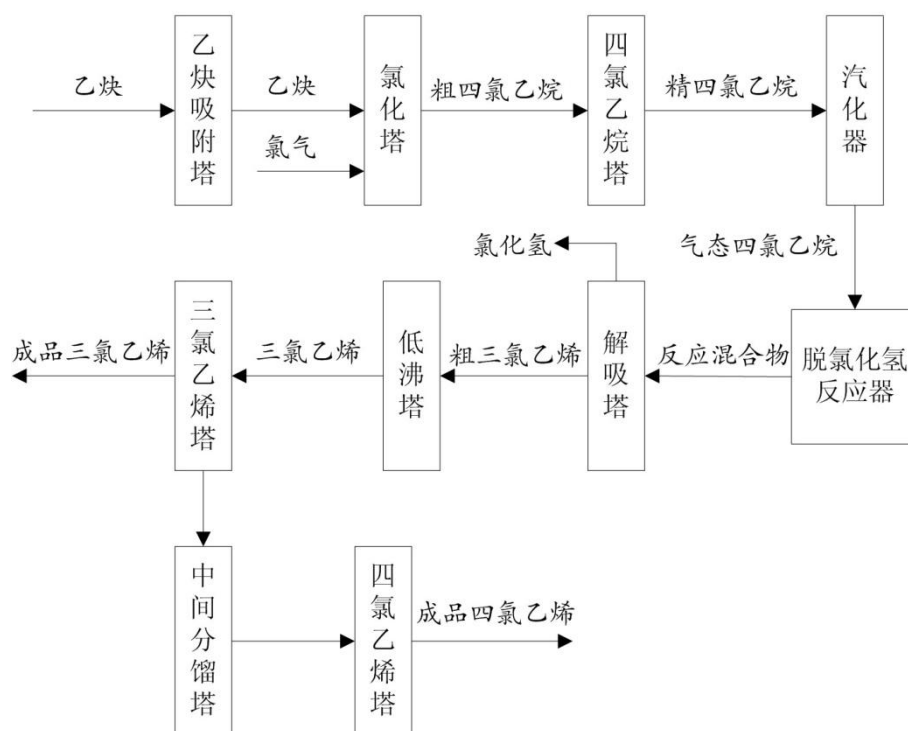 乙炔
乙炔吸附塔
乙炔
氯气
氯化塔
粗四氯乙烷
四氯乙烷塔
精四氯乙烷
汽化器
氯化氢
气态四氯乙烷
成品三氯乙烯
三氯乙烯塔
三氯乙烯
低沸塔
粗三氯乙烯
解吸塔
反应混合物
脱氯化氢
反应器
中间分馏塔
四氯乙烯塔
成品四氯乙烯